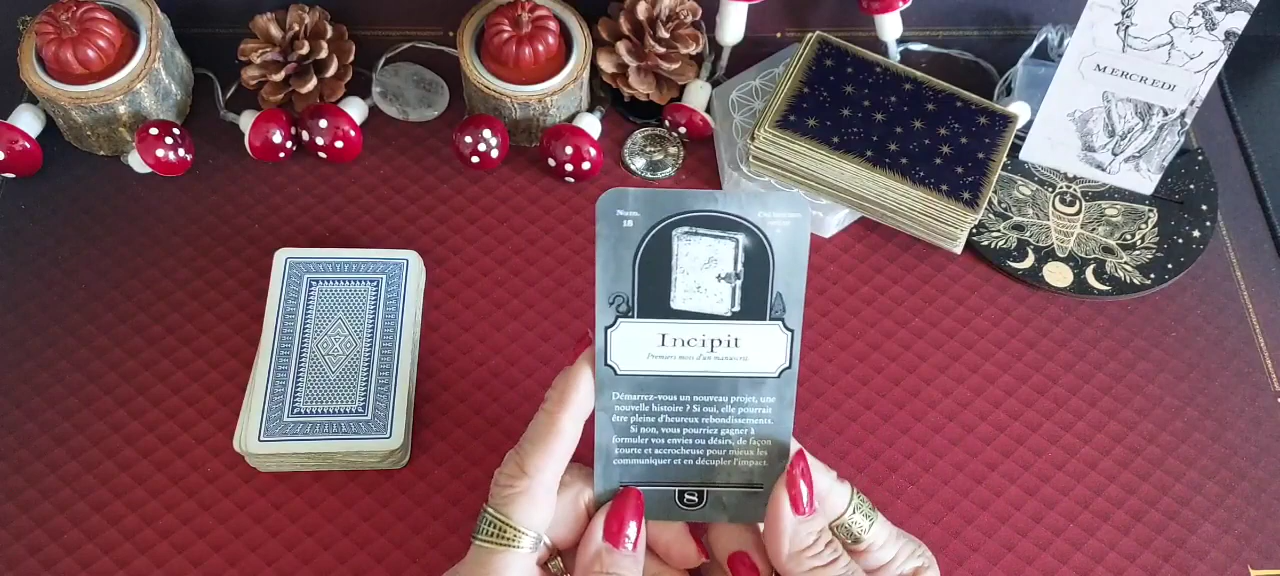 MERCREDI
Num.
18
Incipit
Premiers mots d'un manuscrit
Démarrez-vous un nouveau projet, une
nouvelle histoire ? Si oui, elle pourrait
être pleine d'heureux rebondissements.
Si non, vous pourriez gagner à
formuler vos envies ou désirs, de façon
courte et accrocheuse pour mieux les
communiquer et en décupler l'impact.
8